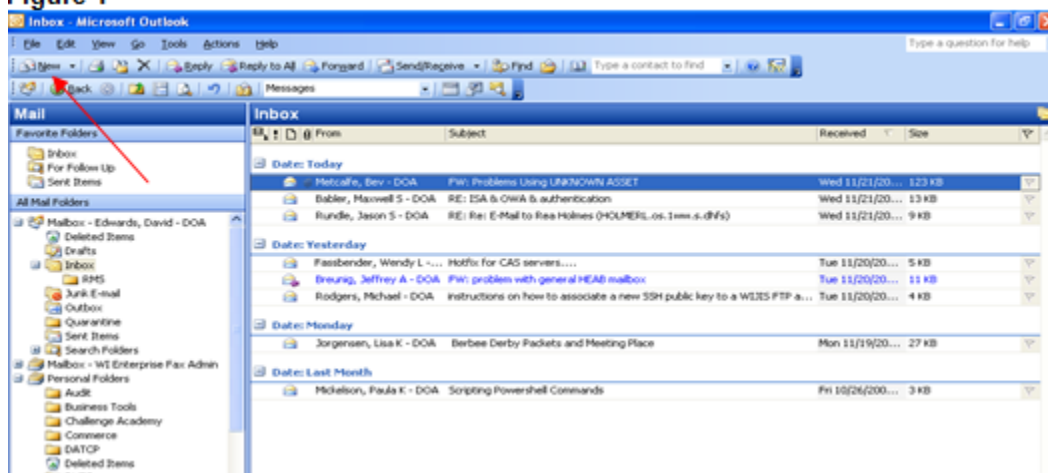 Figure 1
Inbox - Microsoft Outlook
File Edit View Go Tools Actions Help
Type a question for help
New Reply Reply to All Forward Send/Receive Find Type a contact to find
Back Messages
Mail
Inbox
Favorite Folders
From Subject Received Size
Inbox
For Follow Up
Sent Items
All Mail Folders
Mailbox - Edwards, David - DOA
Deleted Items
Drafts
Inbox
RMS
Junk E-mail
Outbox
Quarantine
Sent Items
Search Folders
Mailbox - WI Enterprise Fax Admin
Personal Folders
Audit
Business Tools
Challenge Academy
Commerce
DATCP
Deleted Items
Date: Today
Metcalfe, Bev - DOA FW: Problems Using UNKNOWN ASSET Wed 11/21/20... 123 KB
Babler, Maxwell S - DOA RE: ISA & OWA & authentication Wed 11/21/20... 13 KB
Rundle, Jason S - DOA RE: Re: E-Mail to Rea Holmes Wed 11/21/20... 9 KB
Date: Yesterday
Fassbender, Wendy L -... Hotfix for CAS servers.... Tue 11/20/20... 5 KB
Breunig, Jeffrey A - DOA FW: problem with general HEAB mailbox Tue 11/20/20... 11 KB
Rodgers, Michael - DOA instructions on how to associate a new SSH public key to a WIJIS FTP a... Tue 11/20/20... 4 KB
Date: Monday
Jorgensen, Lisa K - DOA Berbee Derby Packets and Meeting Place Mon 11/19/20... 27 KB
Date: Last Month
Mickelson, Paula K - DOA Scripting Powershell Commands Fri 10/26/200... 3 KB